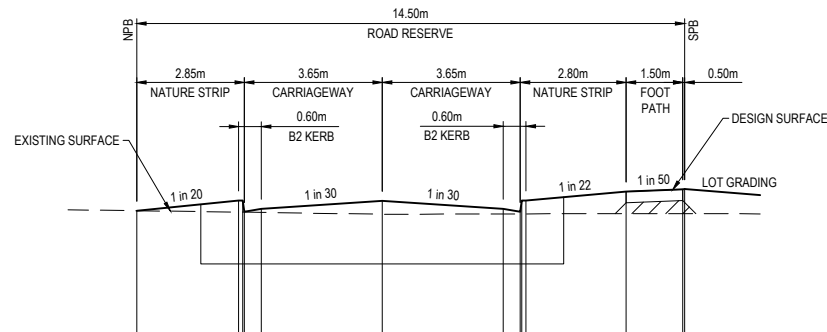 14.50m
ROAD RESERVE
NPB
SPB
2.85m
NATURE STRIP
3.65m
CARRIAGEWAY
3.65m
CARRIAGEWAY
2.80m
NATURE STRIP
1.50m
FOOT
PATH
0.50m
0.60m
B2 KERB
0.60m
B2 KERB
EXISTING SURFACE
DESIGN SURFACE
1 in 20
1 in 30
1 in 30
1 in 22
1 in 50
LOT GRADING